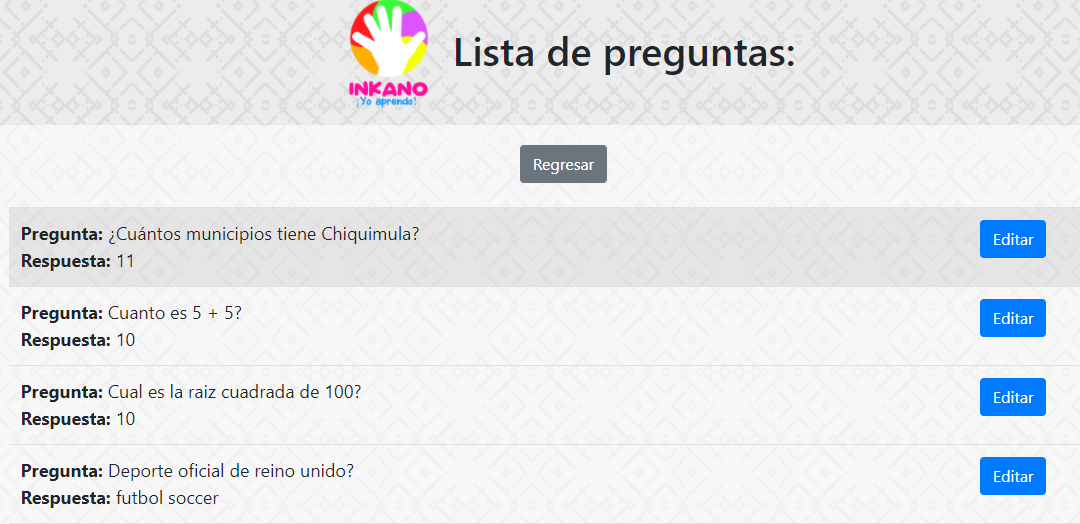 INKANO
¡Yo aprendo!
Lista de preguntas:
Regresar
Pregunta: ¿Cuántos municipios tiene Chiquimula?
Respuesta: 11
Editar
Pregunta: Cuanto es 5 + 5?
Respuesta: 10
Editar
Pregunta: Cual es la raiz cuadrada de 100?
Respuesta: 10
Editar
Pregunta: Deporte oficial de reino unido?
Respuesta: futbol soccer
Editar